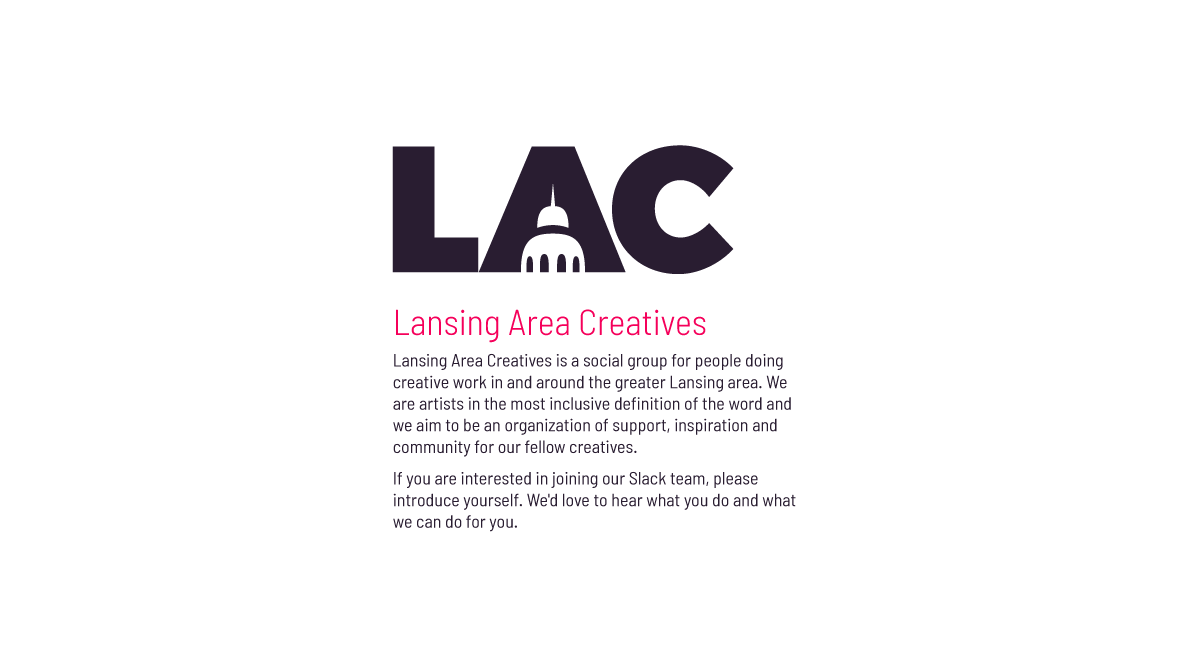 LAC
Lansing Area Creatives
Lansing Area Creatives is a social group for people doing
creative work in and around the greater Lansing area. We
are artists in the most inclusive definition of the word and
we aim to be an organization of support, inspiration and
community for our fellow creatives.
If you are interested in joining our Slack team, please
introduce yourself. We'd love to hear what you do and what
we can do for you.